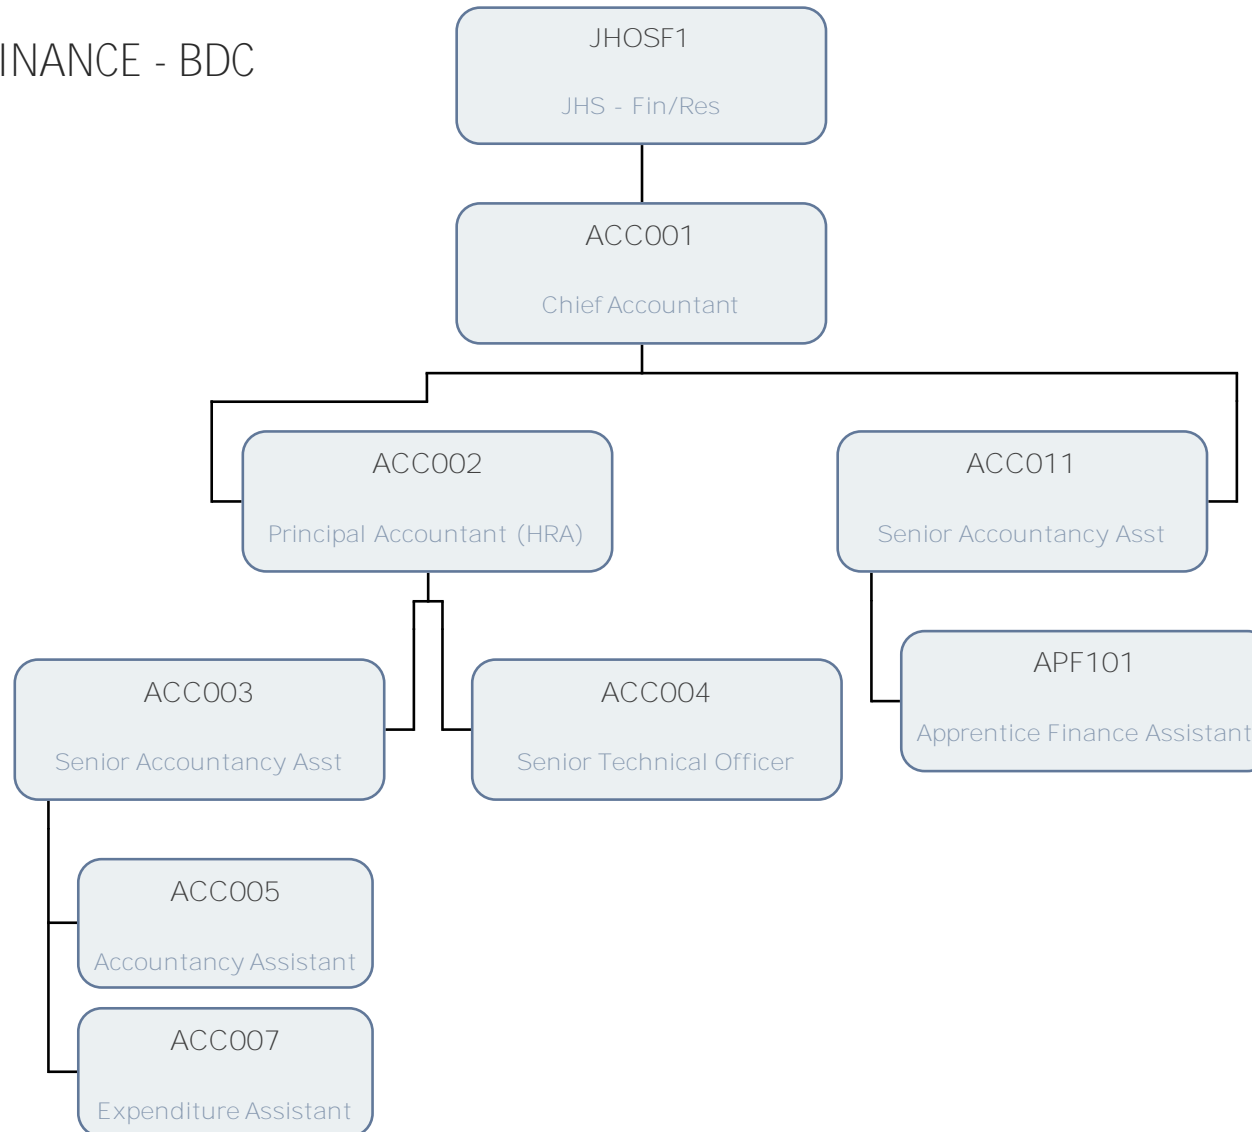 INANCE - BDC
JHOSF1
JHS - Fin/Res
ACC001
Chief Accountant
ACC002
Principal Accountant (HRA)
ACC011
Senior Accountancy Asst
ACC003
Senior Accountancy Asst
ACC004
Senior Technical Officer
APF101
Apprentice Finance Assistant
ACC005
Accountancy Assistant
ACC007
Expenditure Assistant